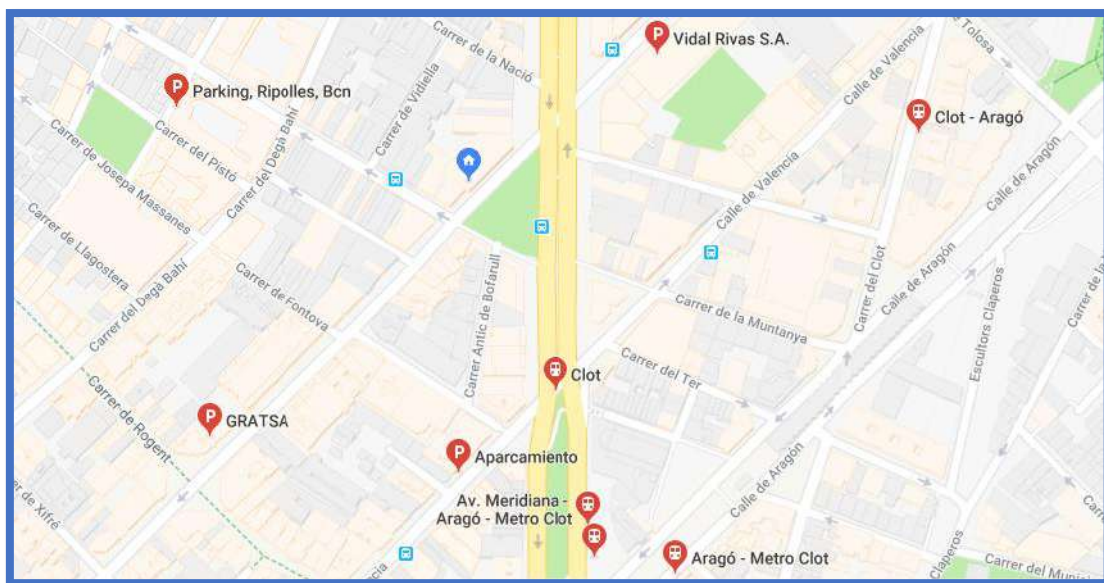 Carrer de la Nació
Vidal Rivas S.A.
Tolosa
Parking, Ripolles, Bcn
Carrer de Vidiella
Calle de Valencia
Clot - Aragó
Carrer del Pistó
Carrer del Degà Bahí
Carrer de Josepa Massanes
Calle de Valencia
Calle de Aragón
Carrer de Llagostera
Carrer de Fontova
Carrer Antic de Bofarull
Carrer del Clot
Calle de Aragón
Carrer de la
Carrer del Degà Bahí
Carrer de la Muntanya
Escultors Claperos
Clot
Carrer del Ter
Carrer de Rogent
P
GRATSA
P
Aparcamiento
Calle de Aragón
Av. Meridiana -
Aragó - Metro Clot
er de Xifré
Aragó - Metro Clot
Claperos
Carrer del Munici
P
P